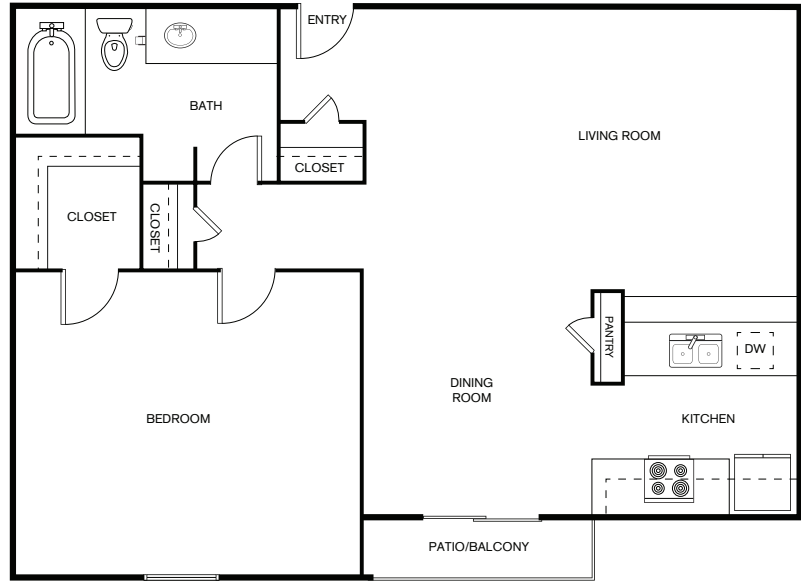 ENTRY
BATH
LIVING ROOM
CLOSET
CLOSET
CLOSET
PANTRY
DW
DINING
ROOM
BEDROOM
KITCHEN
PATIO/BALCONY